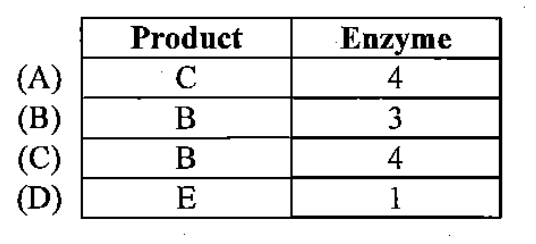 Product Enzyme
(A) C 4
(B) B 3
(C) B 4
(D) E 1